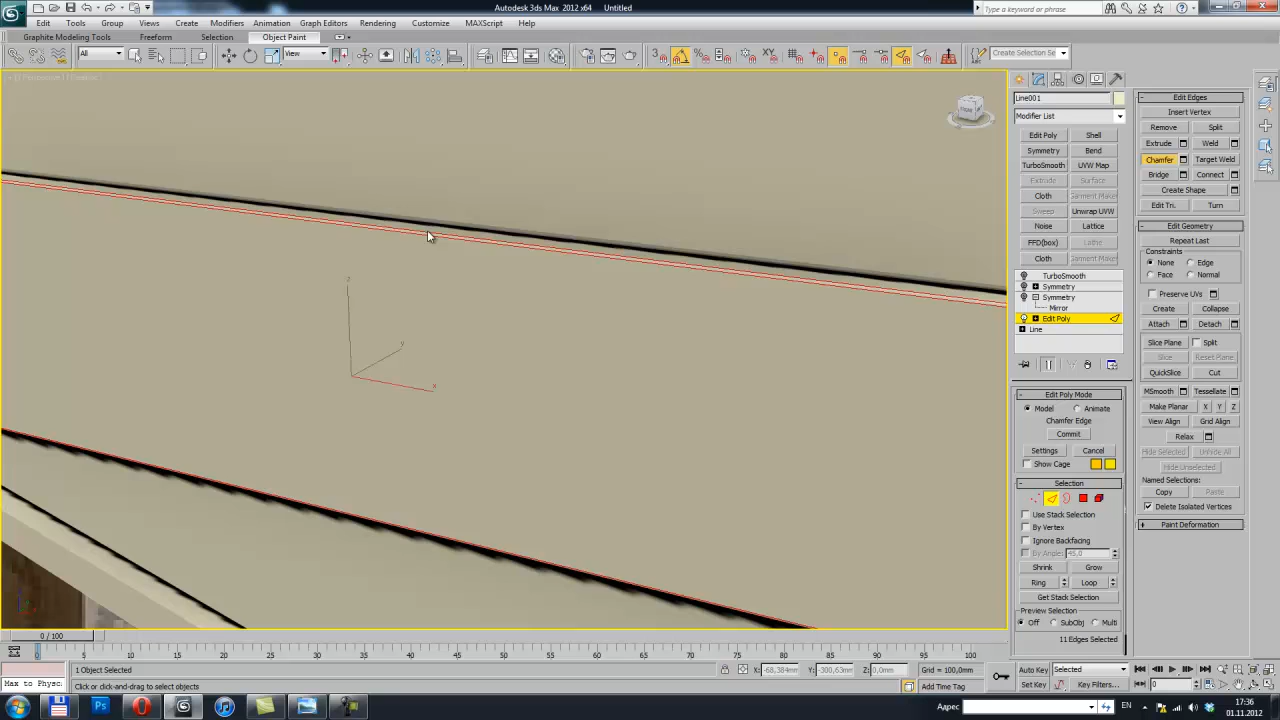 Autodesk 3ds Max 2012 x64 Untitled
Type a keyword or phrase
Edit Tools Group Views Create Modifiers Animation Graph Editors Rendering Customize MAXScript Help
Graphite Modeling Tools Freeform Selection Object Paint
All View Create Selection Se
Line001
Modifier List
Edit Poly Shell
Symmetry Bend
TurboSmooth UVW Map
Extrude Surface
Cloth Garment Maker
Sweep Unwrap UVW
Noise Lattice
FFD(box) Lathe
Cloth Garment Maker
TurboSmooth
Symmetry
Symmetry
Mirror
Edit Poly
Line
Edit Poly Mode
Model Animate
Chamfer Edge
Commit
Settings Cancel
Show Cage
Selection
Use Stack Selection
By Vertex
Ignore Backfacing
By Angle: 45,0
Shrink Grow
Ring Loop
Get Stack Selection
Preview Selection
Off SubObj Multi
11 Edges Selected
Edit Edges
Insert Vertex
Remove Split
Extrude Weld
Chamfer Target Weld
Bridge Connect
Create Shape
Edit Tri. Turn
Edit Geometry
Repeat Last
Constraints
None Edge
Face Normal
Preserve UVs
Create Collapse
Attach Detach
Slice Plane Split
Slice Reset Plane
QuickSlice Cut
MSmooth Tessellate
Make Planar X Y Z
View Align Grid Align
Relax
Hide Selected Unhide All
Hide Unselected
Named Selections:
Copy Paste
Delete Isolated Vertices
Paint Deformation
z
y
x
0 / 100
0 5 10 15 20 25 30 35 40 45 50 55 60 65 70 75 80 85 90 95 100
1 Object Selected X: -68,384mm Y: -300,63mm Z: 0,0mm Grid = 100,0mm Auto Key Selected
Max to Physc Click or click-and-drag to select objects Add Time Tag Set Key Key Filters... 0
Адрес EN 17:36
01.11.2012